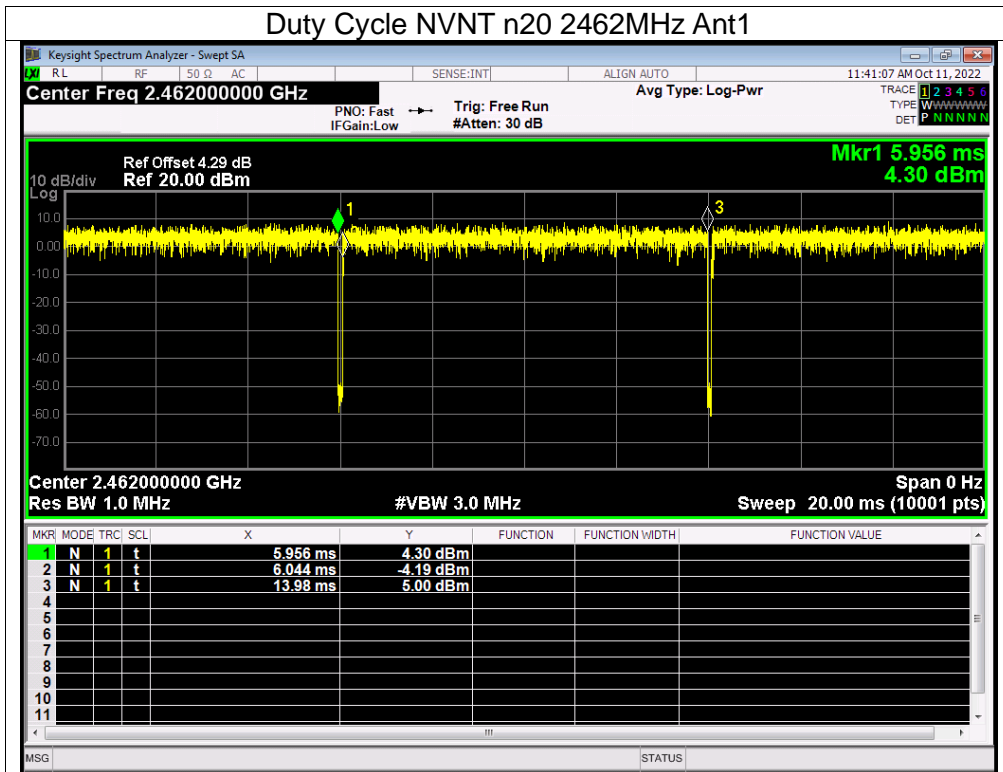 Duty Cycle NVNT n20 2462MHz Ant1
Keysight Spectrum Analyzer - Swept SA
LXI RL RF 50 Ω AC SENSE:INT ALIGN AUTO 11:41:07 AM Oct 11, 2022
Center Freq 2.462000000 GHz Avg Type: Log-Pwr TRACE 1 2 3 4 5 6
PNO: Fast Trig: Free Run TYPE WWWWWW
IFGain:Low #Atten: 30 dB DET P N N N N N
Mkr1 5.956 ms
4.30 dBm
Ref Offset 4.29 dB
10 dB/div Ref 20.00 dBm
Log
10.0
0.00
-10.0
-20.0
-30.0
-40.0
-50.0
-60.0
-70.0
1
3
Center 2.462000000 GHz Span 0 Hz
Res BW 1.0 MHz #VBW 3.0 MHz Sweep 20.00 ms (10001 pts)
MKR MODE TRC SCL X Y FUNCTION FUNCTION WIDTH FUNCTION VALUE
1 N 1 t 5.956 ms 4.30 dBm
2 N 1 t 6.044 ms -4.19 dBm
3 N 1 t 13.98 ms 5.00 dBm
4
5
6
7
8
9
10
11
MSG STATUS